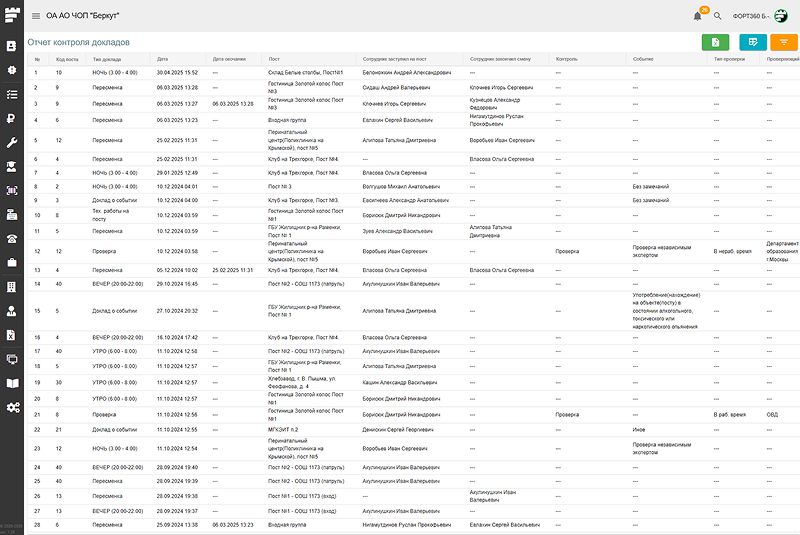 ОА АО ЧОП "Беркут"
26
ФОРТ360 Б.-.
Отчет контроля докладов
№ Код поста Тип доклада Дата Дата окончания Пост Сотрудник заступил на пост Сотрудник закончил смену Контроль Событие Тип проверки Проверяющий
1 10 НОЧЬ (3.00 - 4:00) 30.04.2025 15:52 --- Склад Белые столбы, Пост№1 Белоножкин Андрей Александрович --- --- --- --- ---
2 9 Пересменка 06.03.2025 13:28 --- Гостиница Золотой колос Пост №3 Сидаш Андрей Валерьевич Клочнев Игорь Сергеевич --- --- --- ---
3 9 Пересменка 06.03.2025 13:27 06.03.2025 13:28 Гостиница Золотой колос Пост №3 Клочнев Игорь Сергеевич Кузнецов Александр Федорович --- --- --- ---
4 6 Пересменка 06.03.2025 13:23 --- Входная группа Евлахин Сергей Васильевич Нигамутдинов Руслан Прокофьевич --- --- --- ---
5 12 Пересменка 25.02.2025 11:31 --- Перинатальный центр(Поликлиника на Крымской), пост №5 Алипова Татьяна Дмитриевна Воробьев Иван Сергеевич --- --- --- ---
6 4 Пересменка 25.02.2025 11:31 --- Клуб на Трехгорке, Пост №4. --- Власова Ольга Сергеевна --- --- --- ---
7 4 НОЧЬ (3.00 - 4:00) 29.01.2025 12:49 --- Клуб на Трехгорке, Пост №4. Власова Ольга Сергеевна --- --- --- --- ---
8 2 НОЧЬ (3.00 - 4:00) 10.12.2024 04:01 --- Пост № 3 Волгушов Михаил Анатольевич --- --- Без замечаний --- ---
9 3 Доклад о событии 10.12.2024 04:00 --- Клуб на Трехгорке, Пост №3. Евсигнеев Александр Анатольевич --- --- Без замечаний --- ---
10 8 Тех. работы на посту 10.12.2024 03:59 --- Гостиница Золотой колос Пост №1 Борисюк Дмитрий Никандрович --- --- --- --- ---
11 5 Пересменка 10.12.2024 03:59 --- ГБУ Жилищник р-на Раменки, Пост № 1 Зуев Александр Васильевич Алипова Татьяна Дмитриевна --- --- --- ---
12 12 Проверка 10.12.2024 03:58 --- Перинатальный центр(Поликлиника на Крымской), пост №5 Воробьев Иван Сергеевич --- Контроль Проверка независимым экспертом В нераб. время Департамент образования г.Москвы
13 4 Пересменка 05.12.2024 10:02 25.02.2025 11:31 Клуб на Трехгорке, Пост №4. Власова Ольга Сергеевна Власова Ольга Сергеевна --- --- --- ---
14 40 ВЕЧЕР (20:00-22:00) 29.10.2024 16:45 --- Пост №2 - СОШ 1173 (патруль) Акулинушкин Иван Валерьевич --- --- --- --- ---
15 5 Доклад о событии 27.10.2024 20:32 --- ГБУ Жилищник р-на Раменки, Пост № 1 Алипова Татьяна Дмитриевна --- --- Употребление(нахождение) на объекте(посту) в состоянии алкогольного, токсического или наркотического опьянения --- ---
16 4 ВЕЧЕР (20:00-22:00) 16.10.2024 17:42 --- Клуб на Трехгорке, Пост №4. Власова Ольга Сергеевна --- --- --- --- ---
17 40 УТРО (6:00 - 8.00) 11.10.2024 12:58 --- Пост №2 - СОШ 1173 (патруль) Акулинушкин Иван Валерьевич --- --- --- --- ---
18 5 УТРО (6:00 - 8.00) 11.10.2024 12:57 --- ГБУ Жилищник р-на Раменки, Пост № 1 Алипова Татьяна Дмитриевна --- --- --- --- ---
19 30 УТРО (6:00 - 8.00) 11.10.2024 12:57 --- Хлебзавод, г. В. Пышма, ул. Феофанова, д. 4 Кашин Александр Васильевич --- --- --- --- ---
20 8 УТРО (6:00 - 8.00) 11.10.2024 12:57 --- Гостиница Золотой колос Пост №1 Борисюк Дмитрий Никандрович --- --- --- --- ---
21 8 Проверка 11.10.2024 12:56 --- Гостиница Золотой колос Пост №1 Борисюк Дмитрий Никандрович --- Контроль --- В раб. время ОВД
22 21 Доклад о событии 11.10.2024 12:55 --- МГКЭИТ п.2 Денискин Сергей Георгиевич --- --- Иное --- ---
23 12 НОЧЬ (3.00 - 4:00) 11.10.2024 12:54 --- Перинатальный центр(Поликлиника на Крымской), пост №5 Воробьев Иван Сергеевич --- --- Проверка независимым экспертом --- ---
24 40 ВЕЧЕР (20:00-22:00) 28.09.2024 19:40 --- Пост №2 - СОШ 1173 (патруль) Акулинушкин Иван Валерьевич --- --- --- --- ---
25 40 Пересменка 28.09.2024 19:39 --- Пост №2 - СОШ 1173 (патруль) Акулинушкин Иван Валерьевич --- --- --- --- ---
26 13 Пересменка 28.09.2024 19:38 --- Пост №1 - СОШ 1173 (вход) --- Акулинушкин Иван Валерьевич --- --- --- ---
27 13 ВЕЧЕР (20:00-22:00) 28.09.2024 19:37 --- Пост №1 - СОШ 1173 (вход) Акулинушкин Иван Валерьевич --- --- --- --- ---
28 6 Пересменка 25.09.2024 13:38 06.03.2025 13:23 Входная группа Нигамутдинов Руслан Прокофьевич Евлахин Сергей Васильевич --- --- --- ---